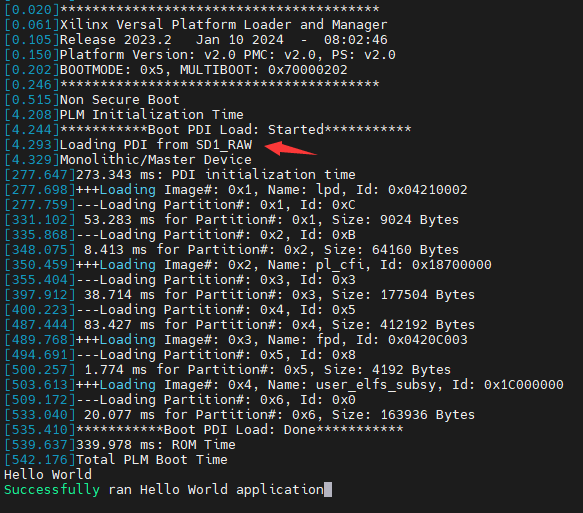 [0.020]****************************************
[0.061]Xilinx Versal Platform Loader and Manager
[0.105]Release 2023.2   Jan 10 2024  -  08:02:46
[0.150]Platform Version: v2.0 PMC: v2.0, PS: v2.0
[0.202]BOOTMODE: 0x5, MULTIBOOT: 0x70000202
[0.246]****************************************
[0.515]Non Secure Boot
[4.208]PLM Initialization Time
[4.244]***********Boot PDI Load: Started***********
[4.293]Loading PDI from SD1_RAW
[4.329]Monolithic/Master Device
[277.647]273.343 ms: PDI initialization time
[277.698]+++Loading Image#: 0x1, Name: lpd, Id: 0x04210002
[277.759]---Loading Partition#: 0x1, Id: 0xC
[331.102] 53.283 ms for Partition#: 0x1, Size: 9024 Bytes
[335.868]---Loading Partition#: 0x2, Id: 0xB
[348.075] 8.413 ms for Partition#: 0x2, Size: 64160 Bytes
[350.459]+++Loading Image#: 0x2, Name: pl_cfi, Id: 0x18700000
[355.404]---Loading Partition#: 0x3, Id: 0x3
[397.912] 38.714 ms for Partition#: 0x3, Size: 177504 Bytes
[400.223]---Loading Partition#: 0x4, Id: 0x5
[487.444] 83.427 ms for Partition#: 0x4, Size: 412192 Bytes
[489.768]+++Loading Image#: 0x3, Name: fpd, Id: 0x0420C003
[494.691]---Loading Partition#: 0x5, Id: 0x8
[500.257] 1.774 ms for Partition#: 0x5, Size: 4192 Bytes
[503.613]+++Loading Image#: 0x4, Name: user_elfs_subsy, Id: 0x1C000000
[509.172]---Loading Partition#: 0x6, Id: 0x0
[533.040] 20.077 ms for Partition#: 0x6, Size: 163936 Bytes
[535.410]***********Boot PDI Load: Done***********
[539.637]339.978 ms: ROM Time
[542.176]Total PLM Boot Time
Hello World
Successfully ran Hello World application